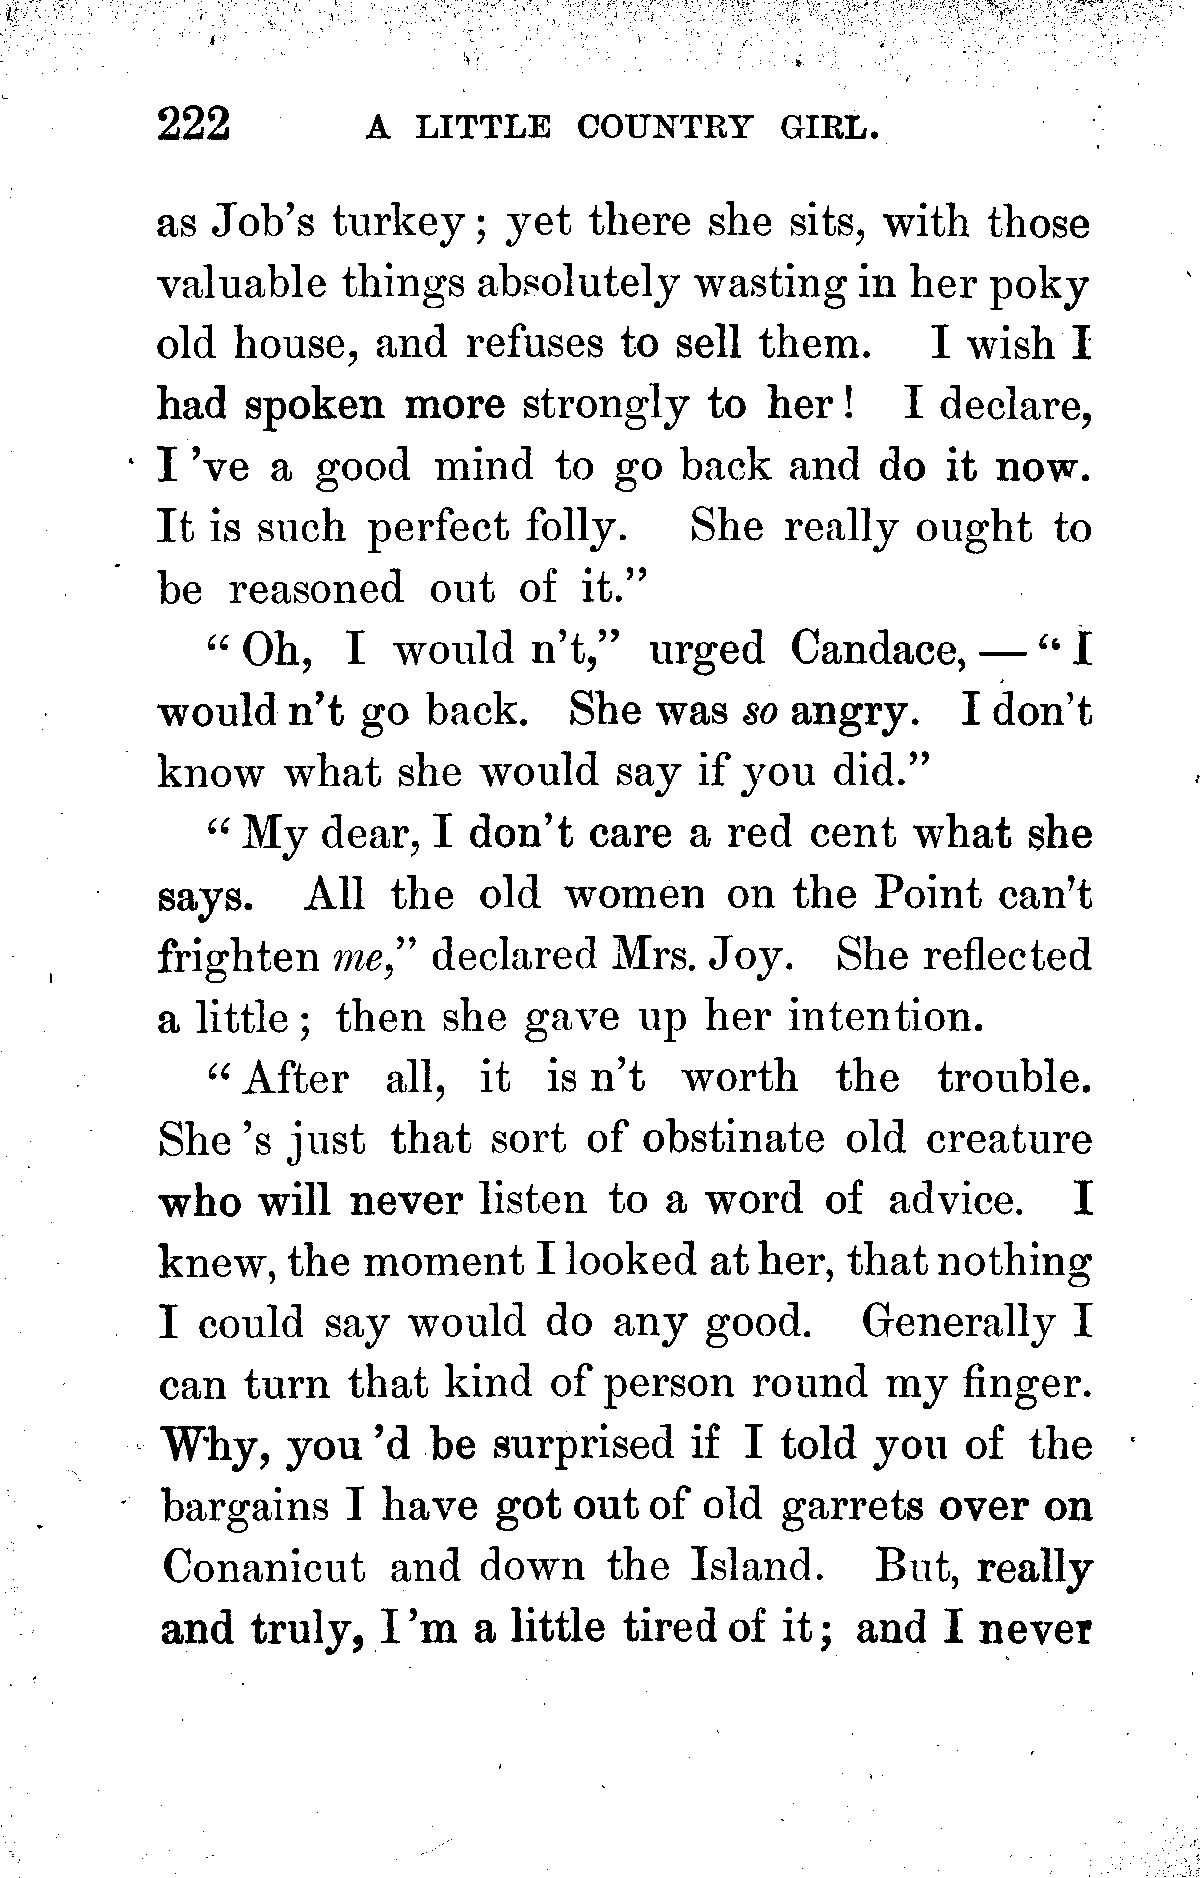 222 A LITTLE COUNTRY GIRL.
as Job's turkey; yet there she sits, with those
valuable things absolutely wasting in her poky
old house, and refuses to sell them. I wish I
had spoken more strongly to her! I declare,
I 've a good mind to go back and do it now.
It is such perfect folly. She really ought to
be reasoned out of it."
"Oh, I would n't," urged Candace, — "I
would n't go back. She was so angry. I don't
know what she would say if you did."
"My dear, I don't care a red cent what she
says. All the old women on the Point can't
frighten me," declared Mrs. Joy. She reflected
a little; then she gave up her intention.
"After all, it is n't worth the trouble.
She 's just that sort of obstinate old creature
who will never listen to a word of advice. I
knew, the moment I looked at her, that nothing
I could say would do any good. Generally I
can turn that kind of person round my finger.
Why, you 'd be surprised if I told you of the
bargains I have got out of old garrets over on
Conanicut and down the Island. But, really
and truly, I 'm a little tired of it; and I never